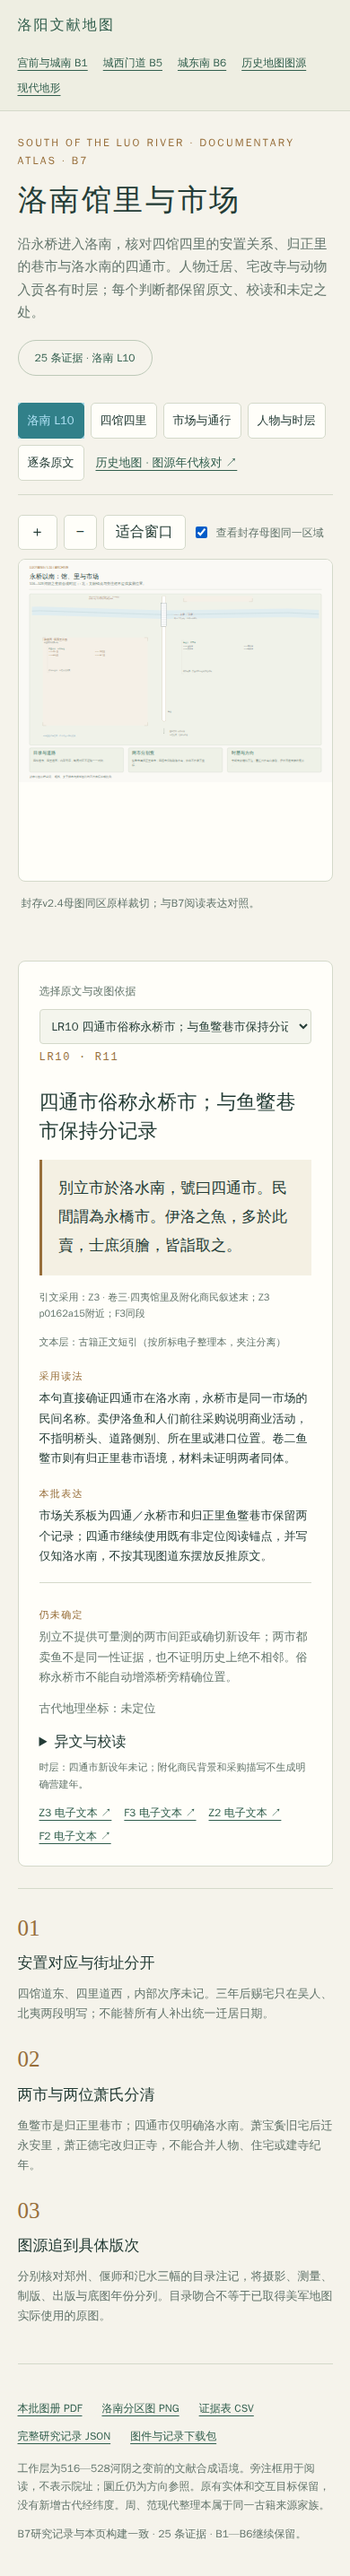 洛阳文献地图
宫前与城南 B1 城西门道 B5 城东南 B6 历史地图图源
现代地形
SOUTH OF THE LUO RIVER · DOCUMENTARY
ATLAS · B7
洛南馆里与市场
沿永桥进入洛南，核对四馆四里的安置关系、归正里
的巷市与洛水南的四通市。人物迁居、宅改寺与动物
入贡各有时层；每个判断都保留原文、校读和未定之
处。
25 条证据 · 洛南 L10
洛南 L10 四馆四里 市场与通行 人物与时层
逐条原文 历史地图 · 图源年代核对 ↗
+ − 适合窗口 查看封存母图同一区域
永桥以南：馆、里与市场
封存v2.4母图同区原样裁切；与B7阅读表达对照。
选择原文与改图依据
LR10 四通市俗称永桥市；与鱼鳖巷市保持分记
LR10 · R11
四通市俗称永桥市；与鱼鳖巷
市保持分记录
別立市於洛水南，號曰四通市。民
間謂為永橋市。伊洛之魚，多於此
賣，士庶須膾，皆詣取之。
引文采用：Z3 · 卷三·四夷馆里及附化商民叙述末；Z3
p0162a15附近；F3同段
文本层：古籍正文短引（按所标电子整理本，夹注分离）
采用读法
本句直接确证四通市在洛水南，永桥市是同一市场的
民间名称。卖伊洛鱼和人们前往采购说明商业活动，
不指明桥头、道路侧别、所在里或港口位置。卷二鱼
鳖市则有归正里巷市语境，材料未证明两者同体。
本批表达
市场关系板为四通／永桥市和归正里鱼鳖巷市保留两
个记录；四通市继续使用既有非定位阅读锚点，并写
仅知洛水南，不按其现图道东摆放反推原文。
仍未确定
别立不提供可量测的两市间距或确切新设年；两市都
卖鱼不是同一性证据，也不证明历史上绝不相邻。俗
称永桥市不能自动增添桥旁精确位置。
古代地理坐标：未定位
▶ 异文与校读
时层：四通市新设年未记；附化商民背景和采购描写不生成明
确营建年。
Z3 电子文本 ↗ F3 电子文本 ↗ Z2 电子文本 ↗
F2 电子文本 ↗
01
安置对应与街址分开
四馆道东、四里道西，内部次序未记。三年后赐宅只在吴人、
北夷两段明写；不能替所有人补出统一迁居日期。
02
两市与两位萧氏分清
鱼鳖市是归正里巷市；四通市仅明确洛水南。萧宝夤旧宅后迁
永安里，萧正德宅改归正寺，不能合并人物、住宅或建寺纪
年。
03
图源追到具体版次
分别核对郑州、偃师和汜水三幅的目录注记，将摄影、测量、
制版、出版与底图年份分列。目录吻合不等于已取得美军地图
实际使用的原图。
本批图册 PDF 洛南分区图 PNG 证据表 CSV
完整研究记录 JSON 图件与记录下载包
工作层为516—528河阴之变前的文献合成语境。旁注框用于阅
读，不表示院址；圜丘仍为方向参照。原有实体和交互目标保留，
没有新增古代经纬度。周、范现代整理本属于同一古籍来源家族。
B7研究记录与本页构建一致 · 25 条证据 · B1—B6继续保留。